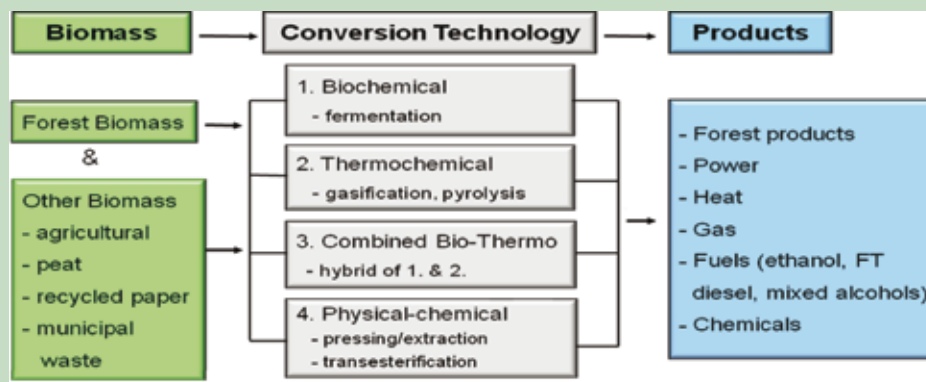 Biomass
Conversion Technology
Products
Forest Biomass
&
Other Biomass
- agricultural
- peat
- recycled paper
- municipal
waste
1. Biochemical
- fermentation
2. Thermochemical
- gasification, pyrolysis
3. Combined Bio-Thermo
- hybrid of 1. & 2.
4. Physical-chemical
- pressing/extraction
- transesterification
- Forest products
- Power
- Heat
- Gas
- Fuels (ethanol, FT
diesel, mixed alcohols)
- Chemicals